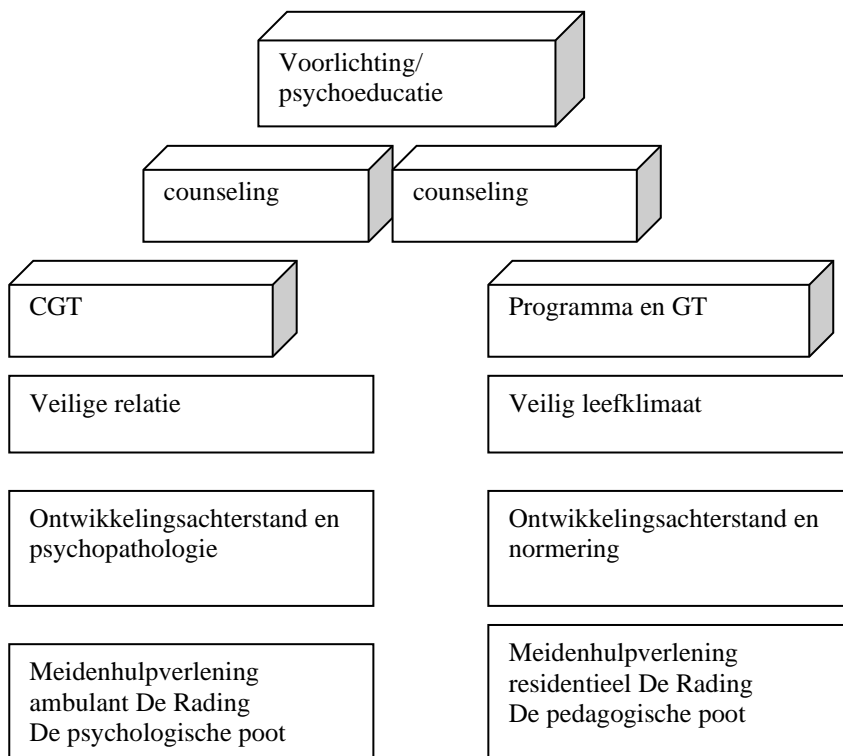 Voorlichting/
psychoeducatie
counseling
counseling
CGT
Programma en GT
Veilige relatie
Veilig leefklimaat
Ontwikkelingsachterstand en
psychopathologie
Ontwikkelingsachterstand en
normering
Meidenhulpverlening
ambulant De Rading
De psychologische poot
Meidenhulpverlening
residentieel De Rading
De pedagogische poot